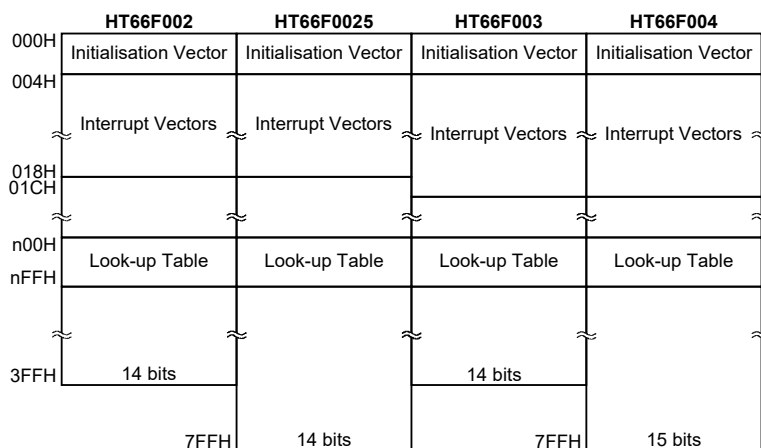 HT66F002 HT66F0025 HT66F003 HT66F004
000H Initialisation Vector Initialisation Vector Initialisation Vector Initialisation Vector
004H
Interrupt Vectors Interrupt Vectors Interrupt Vectors Interrupt Vectors
018H
01CH
n00H
Look-up Table Look-up Table Look-up Table Look-up Table
nFFH
3FFH 14 bits 14 bits
7FFH 14 bits 7FFH 15 bits